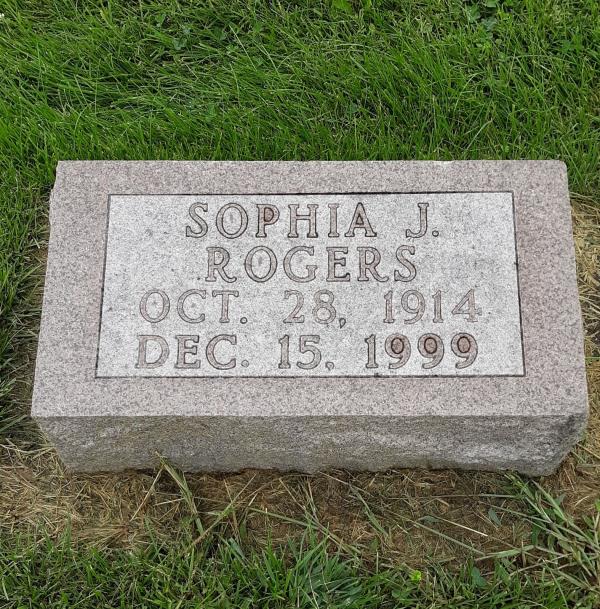 SOPHIA J.
ROGERS
OCT. 28, 1914
DEC. 15, 1999